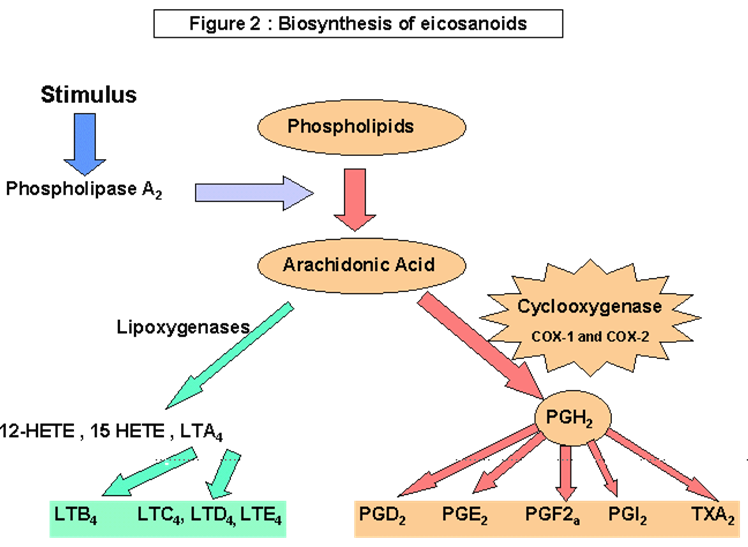 Figure 2 : Biosynthesis of eicosanoids
Stimulus
Phospholipids
Phospholipase A₂
Arachidonic Acid
Cyclooxygenase
COX-1 and COX-2
Lipoxygenases
PGH₂
12-HETE , 15 HETE , LTA₄
LTB₄ LTC₄, LTD₄, LTE₄
PGD₂ PGE₂ PGF2ₐ PGI₂ TXA₂